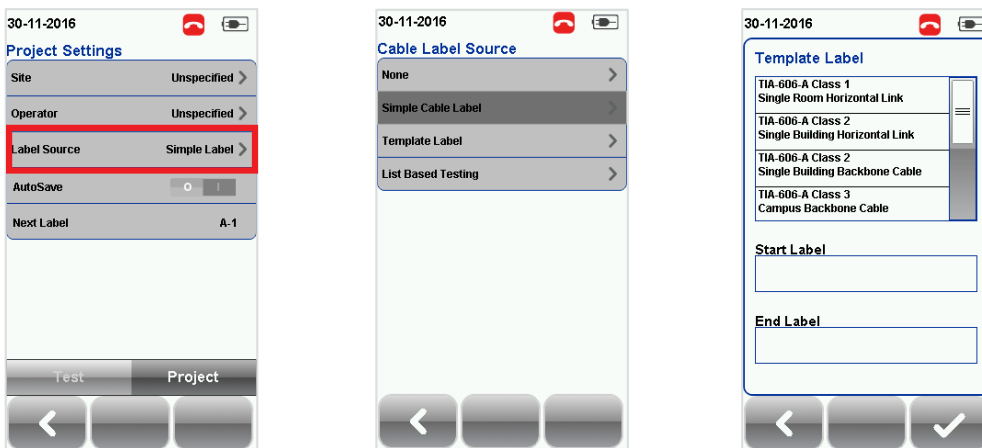 30-11-2016
Project Settings
Site Unspecified
Operator Unspecified
Label Source Simple Label
AutoSave O I
Next Label A-1
Test Project
30-11-2016
Cable Label Source
None
Simple Cable Label
Template Label
List Based Testing
30-11-2016
Template Label
TIA-606-A Class 1
Single Room Horizontal Link
TIA-606-A Class 2
Single Building Horizontal Link
TIA-606-A Class 2
Single Building Backbone Cable
TIA-606-A Class 3
Campus Backbone Cable
Start Label
End Label